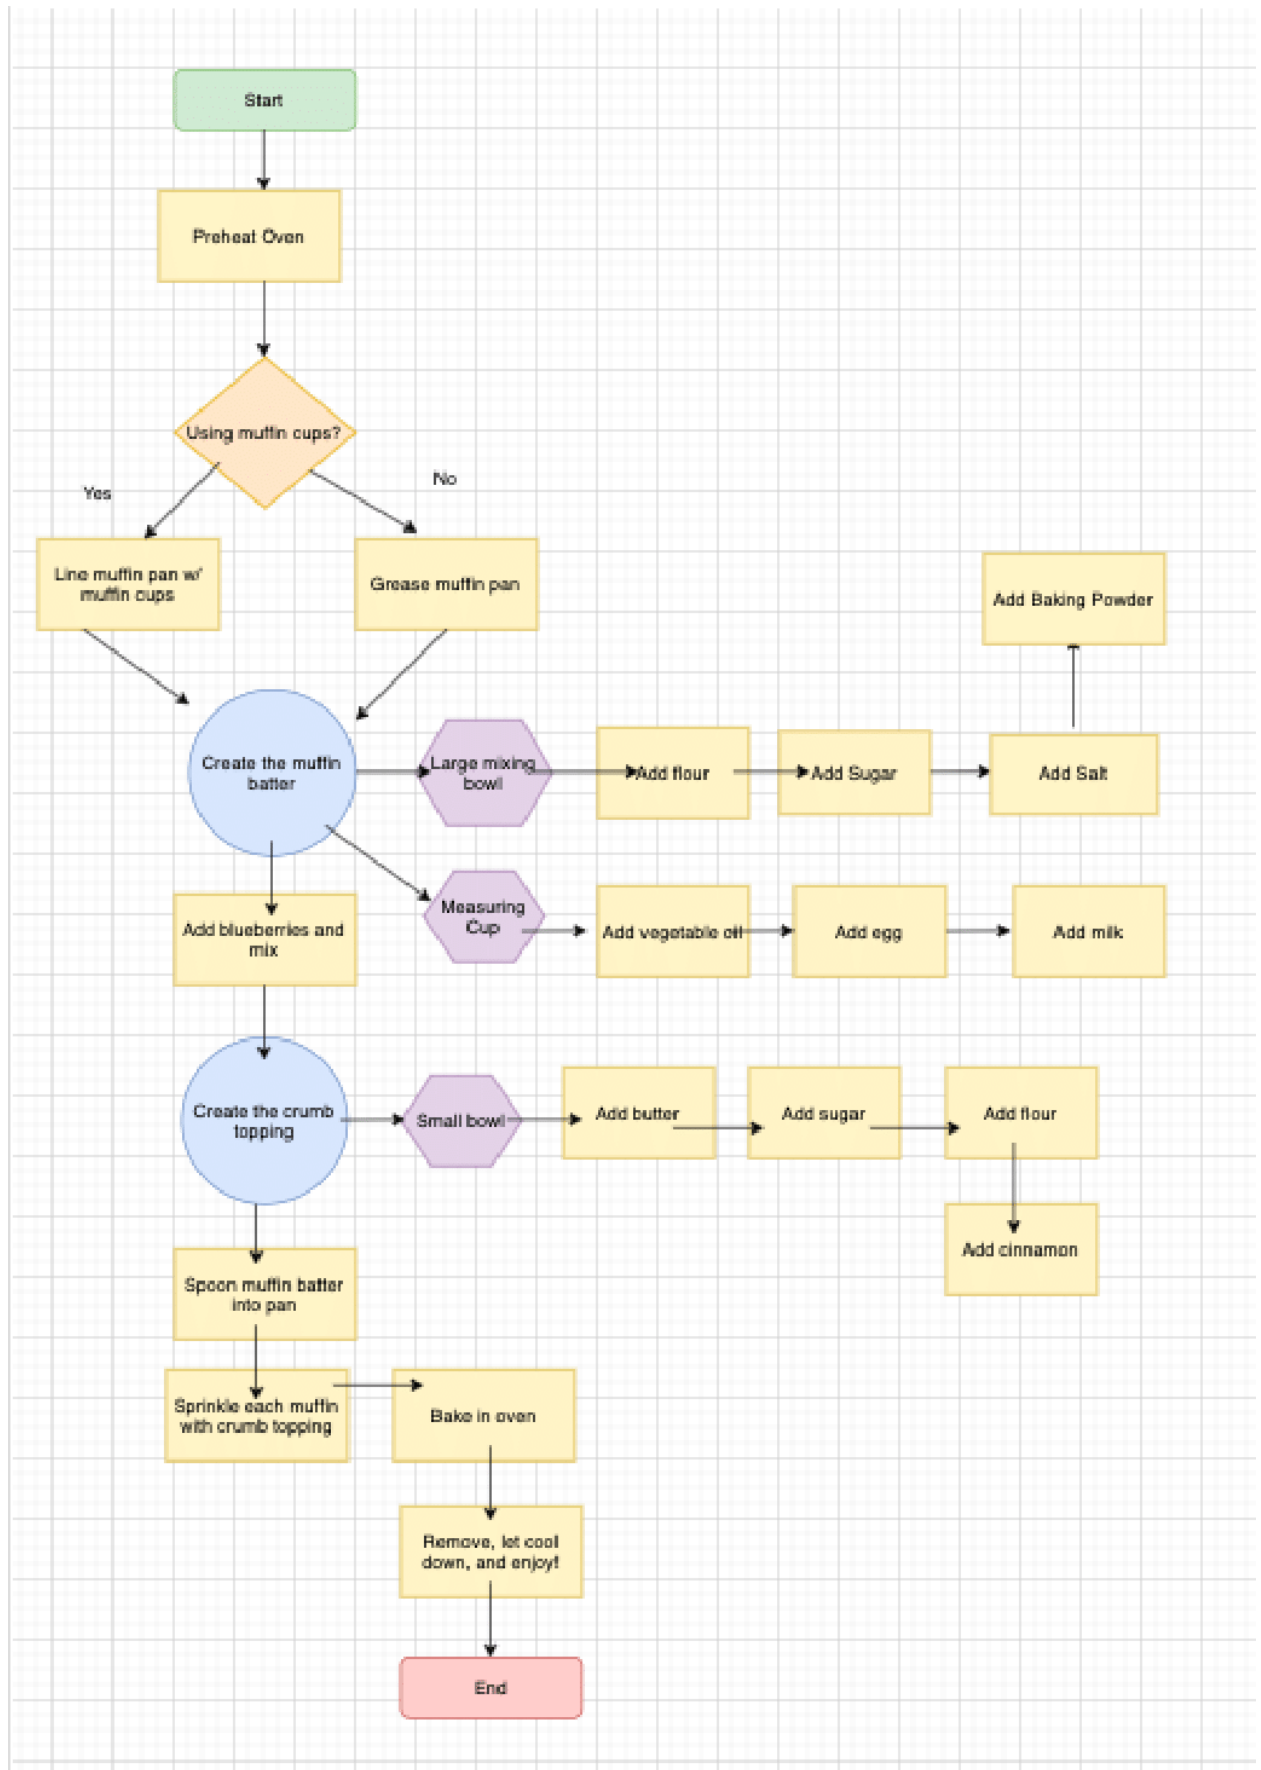 Start
Preheat Oven
Using muffin cups?
Yes
No
Line muffin pan w/
muffin cups
Grease muffin pan
Add Baking Powder
Create the muffin
batter
Large mixing
bowl
Add flour
Add Sugar
Add Salt
Measuring
Cup
Add vegetable oil
Add egg
Add milk
Add blueberries and
mix
Create the crumb
topping
Small bowl
Add butter
Add sugar
Add flour
Add cinnamon
Spoon muffin batter
into pan
Sprinkle each muffin
with crumb topping
Bake in oven
Remove, let cool
down, and enjoy!
End